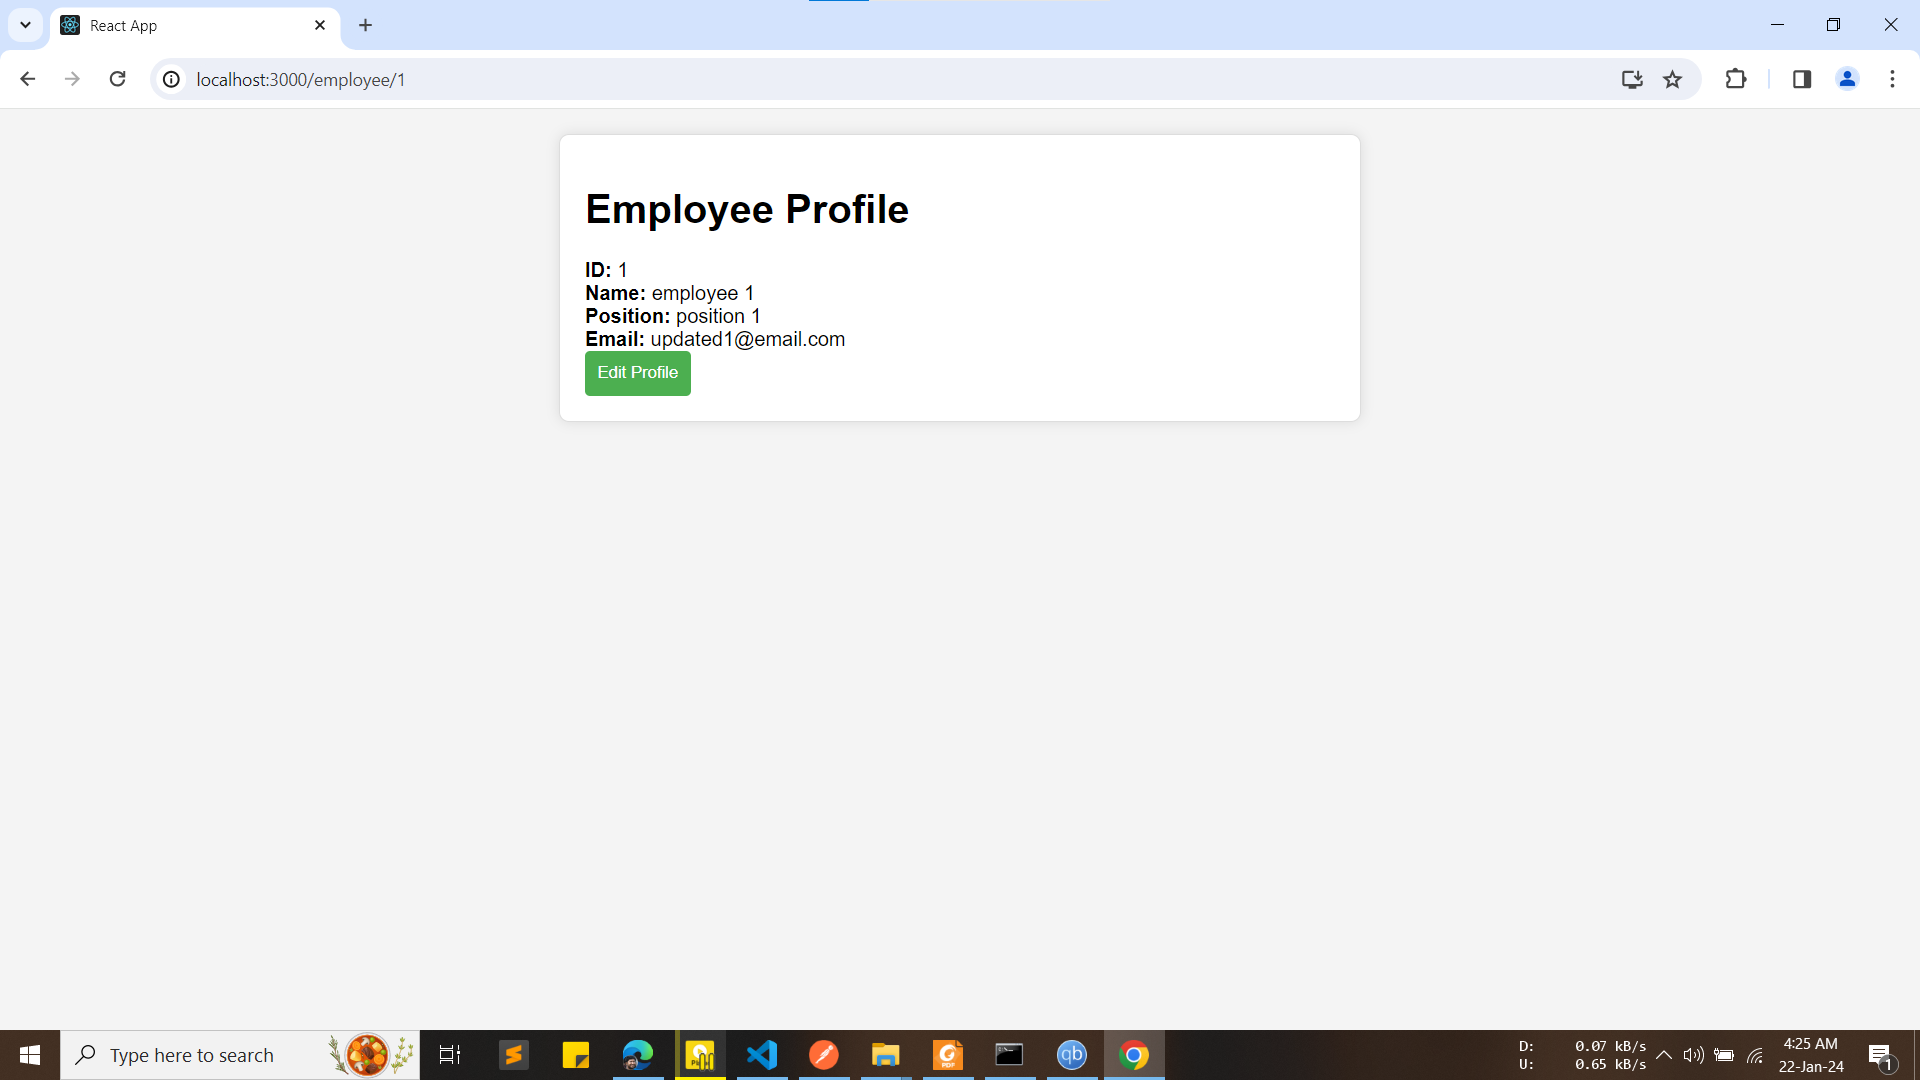 React App
localhost:3000/employee/1
Employee Profile
ID: 1
Name: employee 1
Position: position 1
Email: updated1@email.com
Edit Profile
Type here to search
qb
PDF
D: 0.07 kB/s
U: 0.65 kB/s
4:25 AM
22-Jan-24
1